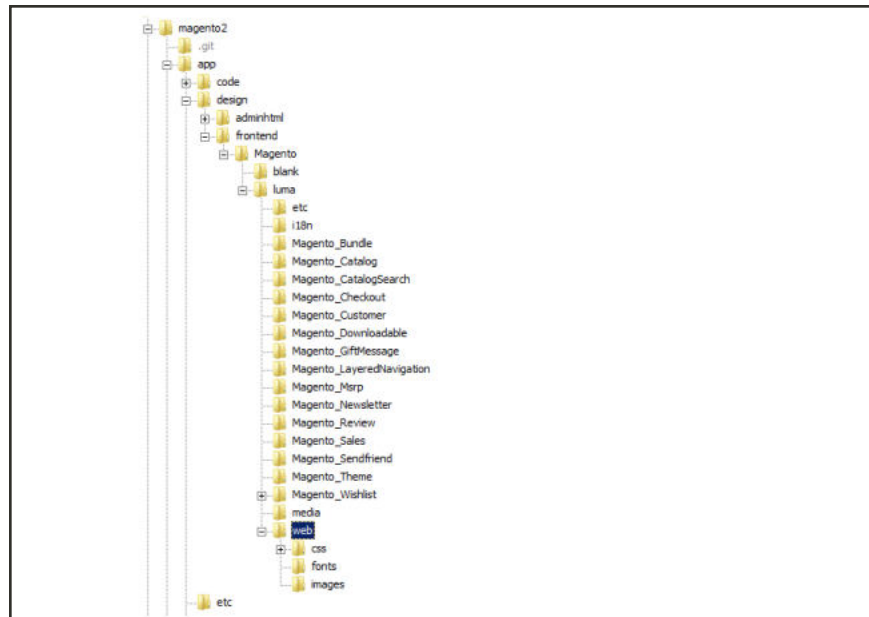 magento2
.git
app
code
design
adminhtml
frontend
Magento
blank
luma
etc
i18n
Magento_Bundle
Magento_Catalog
Magento_CatalogSearch
Magento_Checkout
Magento_Customer
Magento_Downloadable
Magento_GiftMessage
Magento_LayeredNavigation
Magento_Msrp
Magento_Newsletter
Magento_Review
Magento_Sales
Magento_Sendfriend
Magento_Theme
Magento_Wishlist
media
web
css
fonts
images
etc